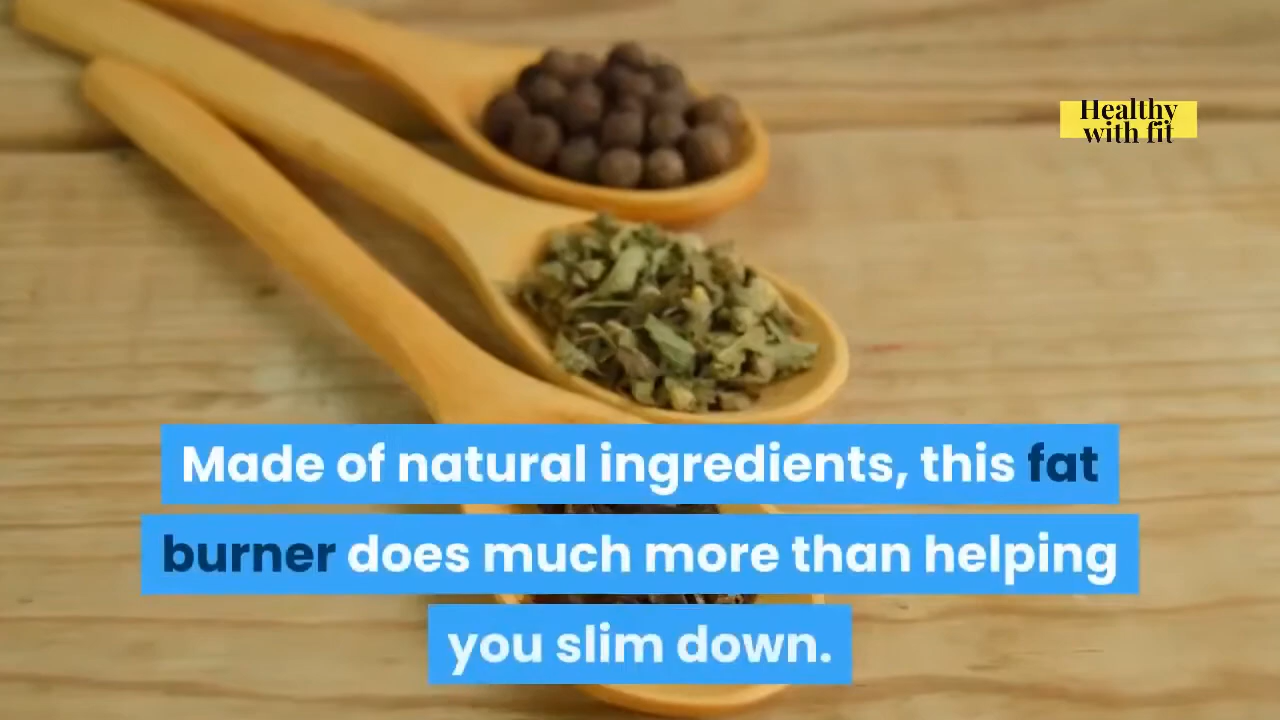 Healthy
with fit
Made of natural ingredients, this fat
burner does much more than helping
you slim down.